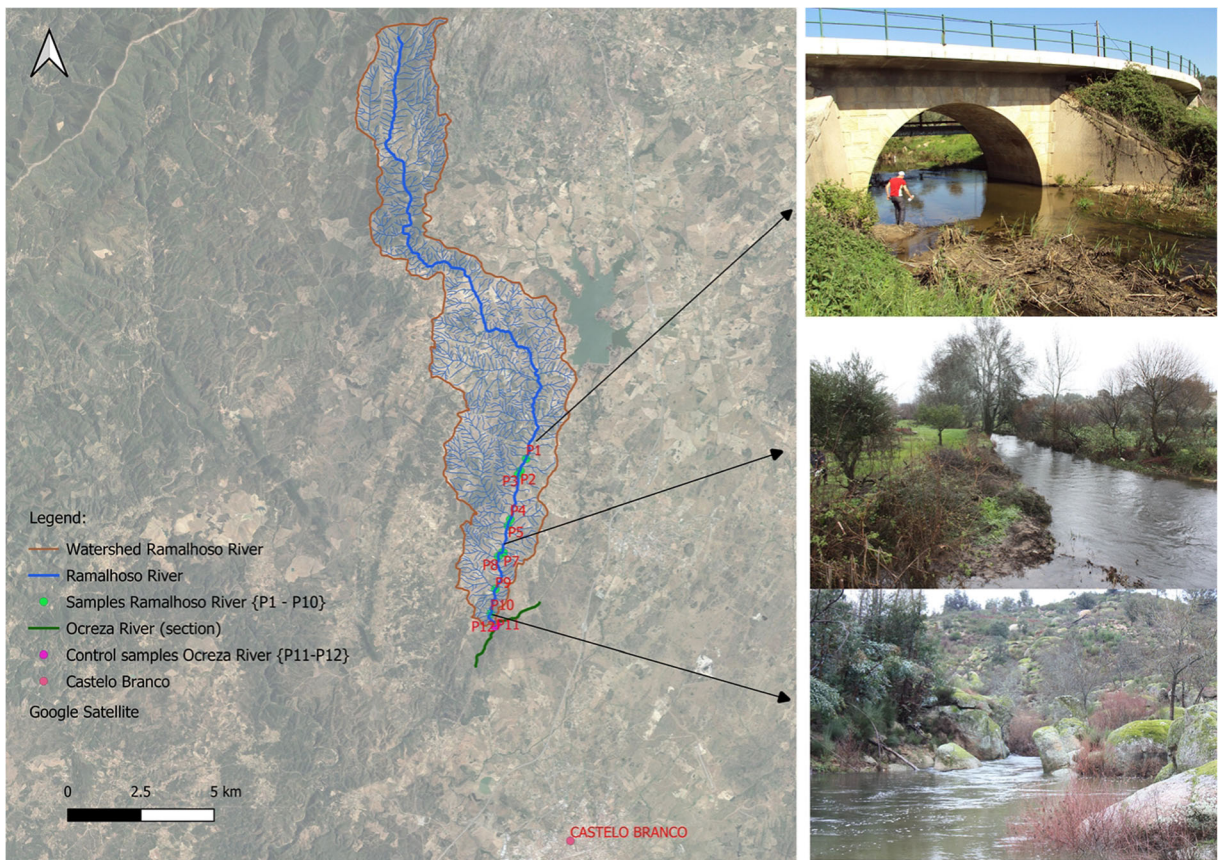 P1
P3 P2
P4
P5
P8 P7
P9
P10
P12 P11
Legend:
Watershed Ramalhoso River
Ramalhoso River
Samples Ramalhoso River {P1 - P10}
Ocreza River (section)
Control samples Ocreza River {P11-P12}
Castelo Branco
Google Satellite
0 2.5 5 km
CASTELO BRANCO